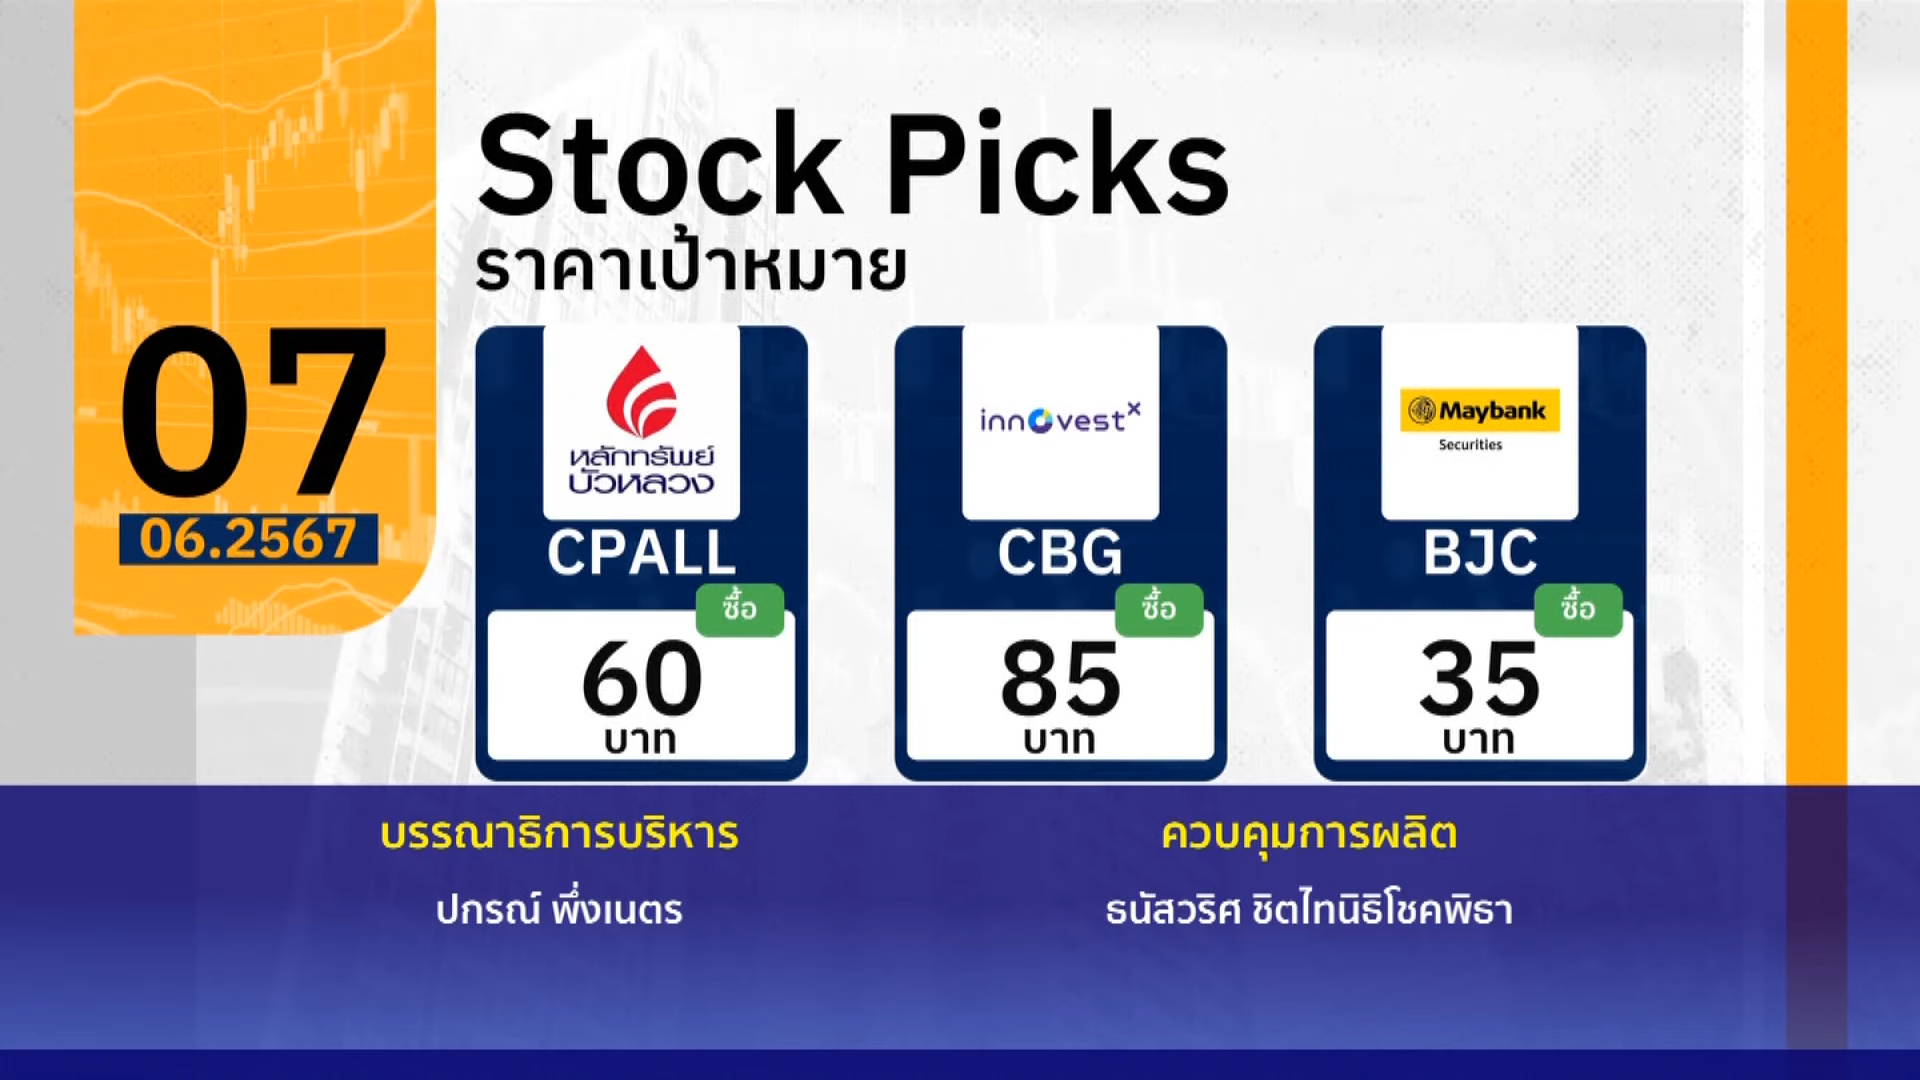 Stock Picks
ราคาเป้าหมาย
07
06.2567
หลักทรัพย์
บัวหลวง
CPALL
ซื้อ
60
บาท
innovestx
CBG
ซื้อ
85
บาท
Maybank
Securities
BJC
ซื้อ
35
บาท
บรรณาธิการบริหาร
ปกรณ์ พึ่งเนตร
ควบคุมการผลิต
ธนัสวริศ ชิตไทนิธิโชคพิธา